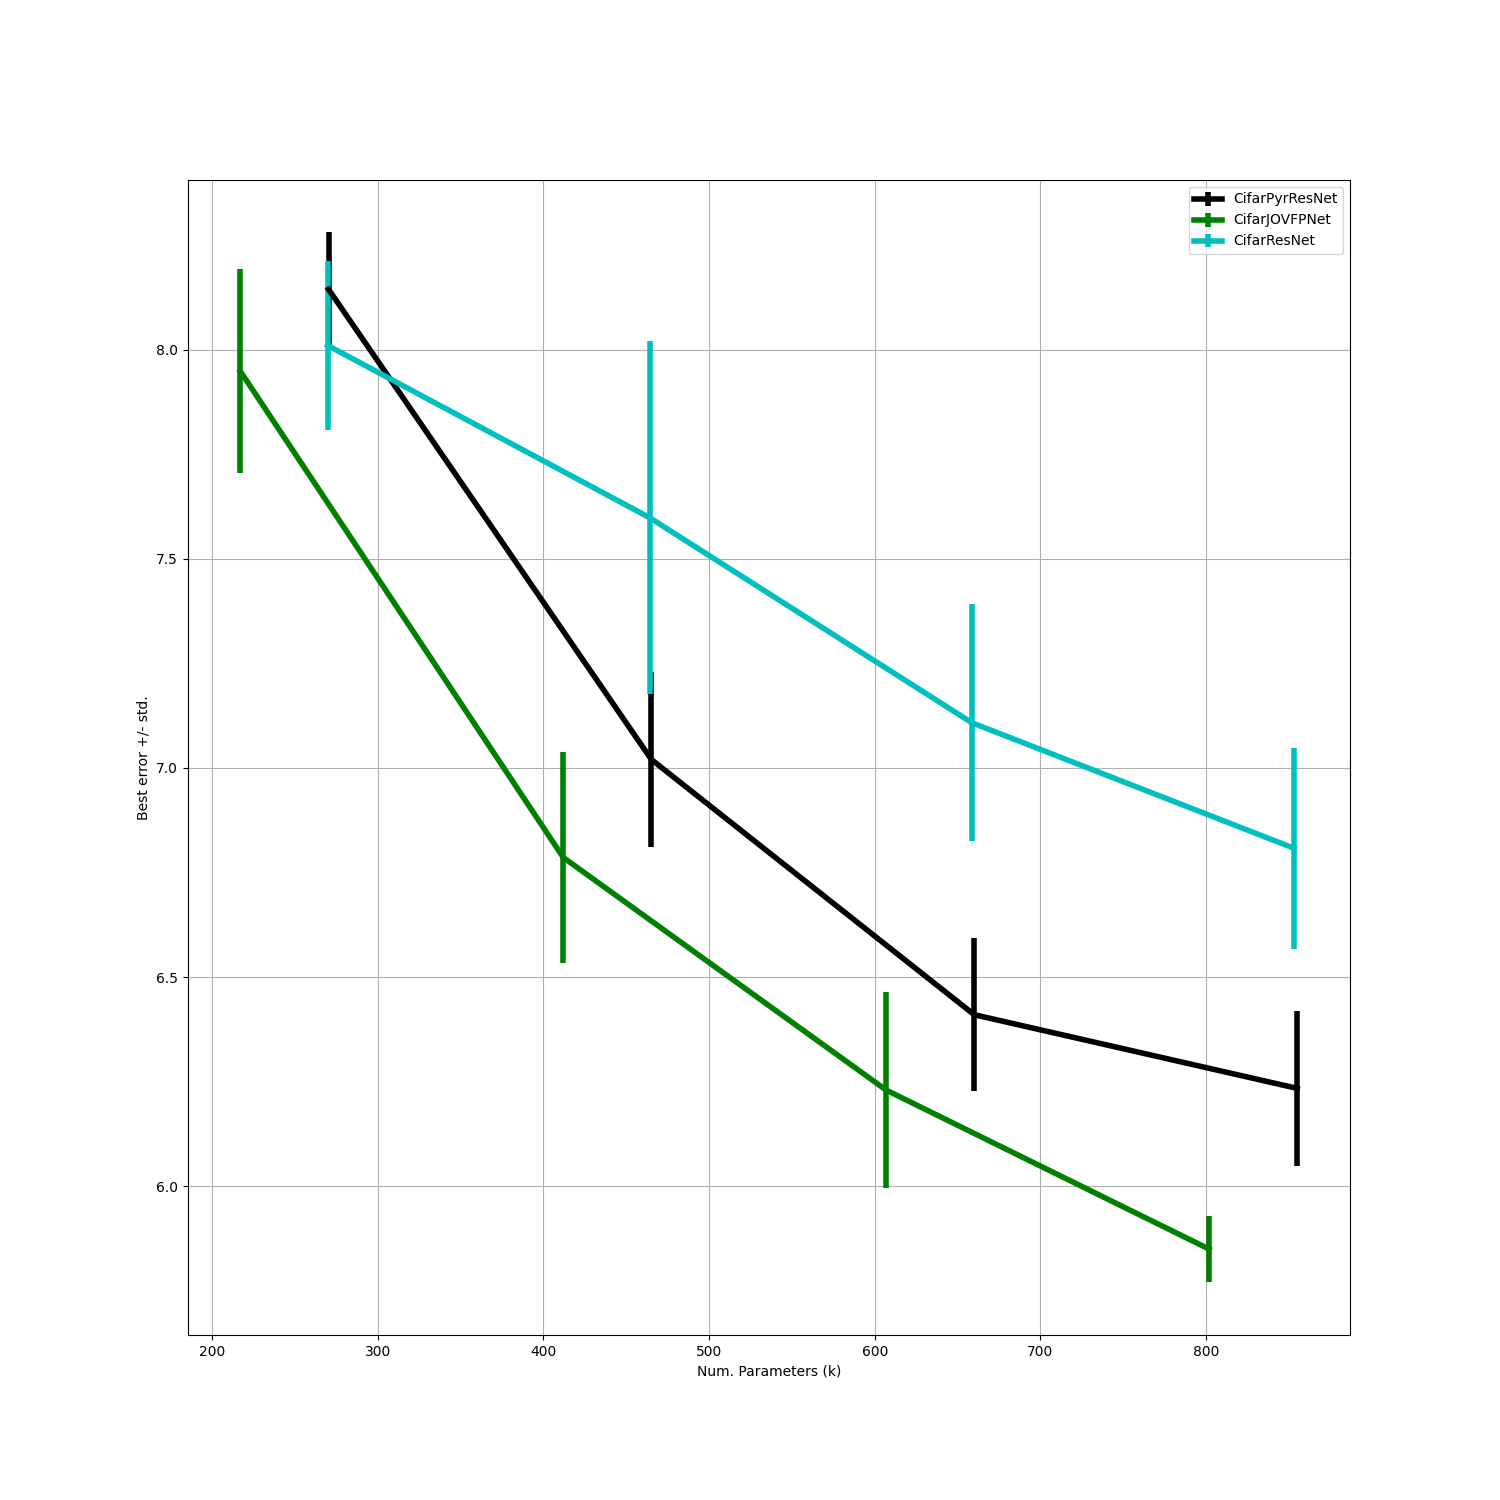 CifarPyrResNet
CifarJOVFPNet
CifarResNet
8.0
7.5
7.0
6.5
6.0
Best error +/- std.
200 300 400 500 600 700 800
Num. Parameters (k)